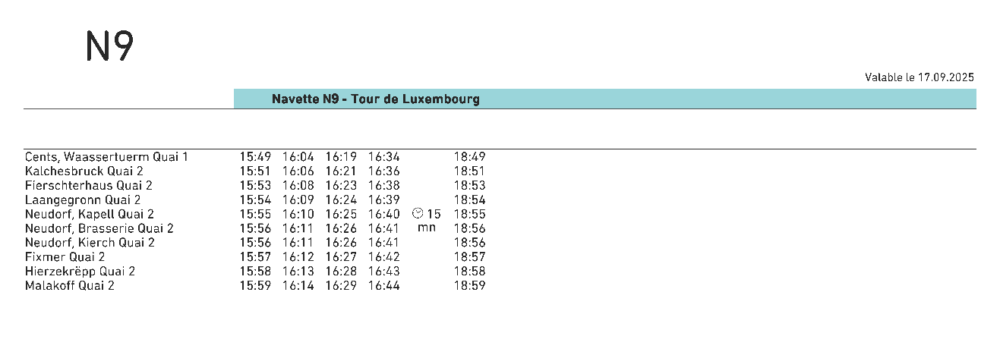 N9
Valable le 17.09.2025
Navette N9 - Tour de Luxembourg
Cents, Waassertuerm Quai 1 15:49 16:04 16:19 16:34 18:49
Kalchesbruck Quai 2 15:51 16:06 16:21 16:36 18:51
Fierschterhaus Quai 2 15:53 16:08 16:23 16:38 18:53
Laangegronn Quai 2 15:54 16:09 16:24 16:39 18:54
Neudorf, Kapell Quai 2 15:55 16:10 16:25 16:40 15 18:55
Neudorf, Brasserie Quai 2 15:56 16:11 16:26 16:41 mn 18:56
Neudorf, Kierch Quai 2 15:56 16:11 16:26 16:41 18:56
Fixmer Quai 2 15:57 16:12 16:27 16:42 18:57
Hierzekrëpp Quai 2 15:58 16:13 16:28 16:43 18:58
Malakoff Quai 2 15:59 16:14 16:29 16:44 18:59